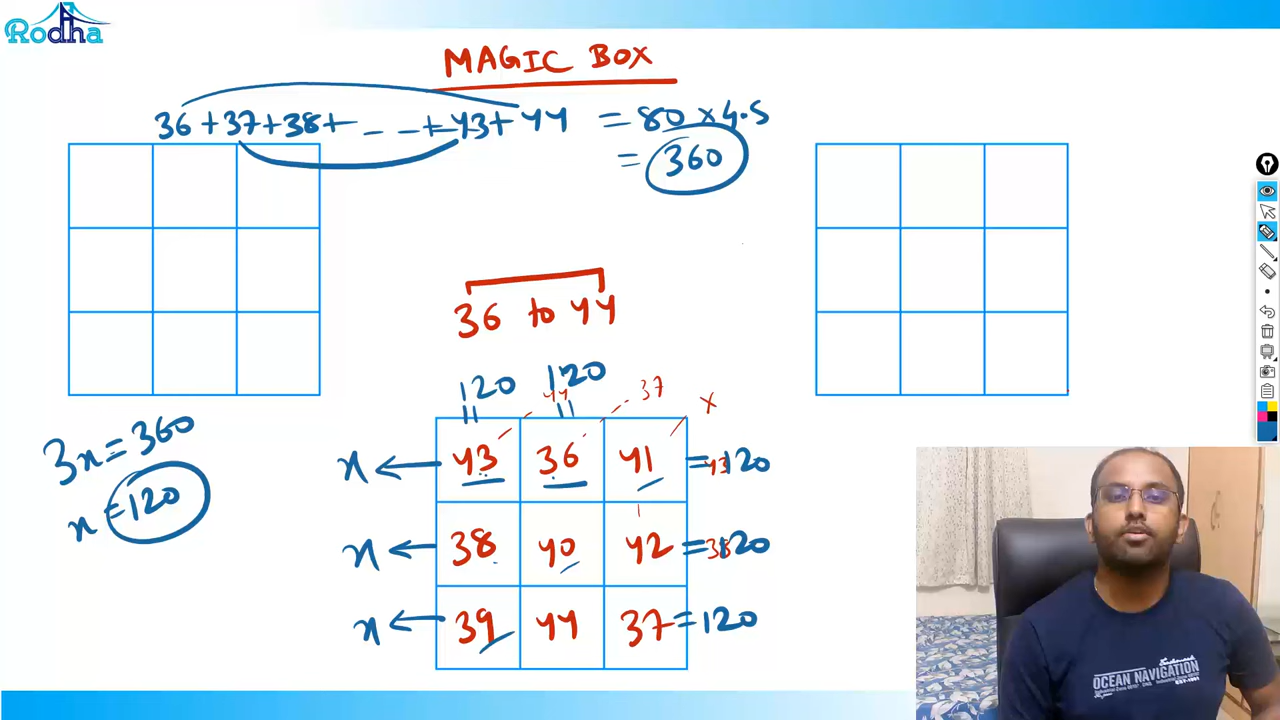 Rodha
MAGIC BOX
36 + 37 + 38 + - - - + 43 + 44 = 80 × 4.5
= 360
36 to 44
120 120 37 x
3x = 360
x = 120
x ← 43 36 41 = 120
x ← 38 40 42 = 120
x ← 39 44 37 = 120
OCEAN NAVIGATION